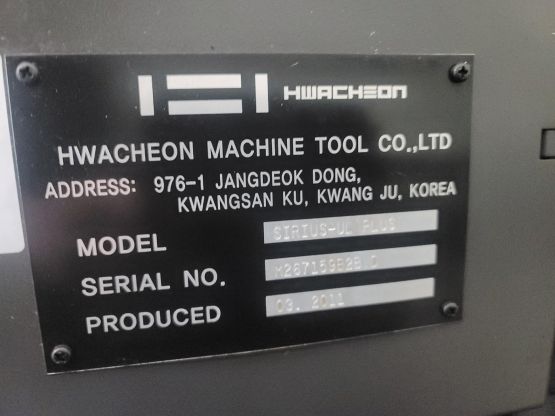 HWACHEON
HWACHEON MACHINE TOOL CO.,LTD
ADDRESS: 976-1 JANGDEOK DONG,
KWANGSAN KU, KWANG JU, KOREA
MODEL SIRIUS-UL PLUS
SERIAL NO.
PRODUCED 03. 2011